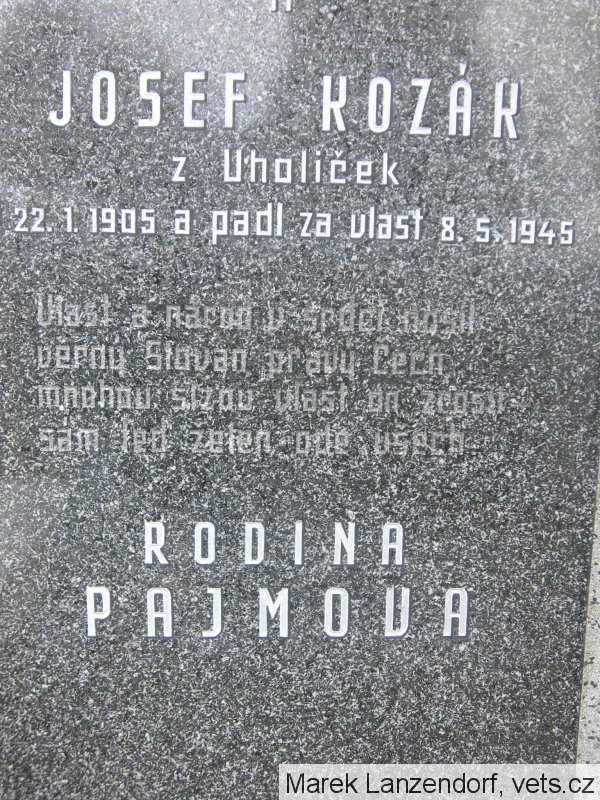 JOSEF KOZÁK
z Úholiček
22. 1. 1905 a padl za vlast 8. 5. 1945
Vlast a národ v srdci nosil
věrný Slovan pravý Čech
mnohou slzou vlast on zrosil
sám teď želen ode všech
RODINA
PAJMOVA
Marek Lanzendorf, vets.cz